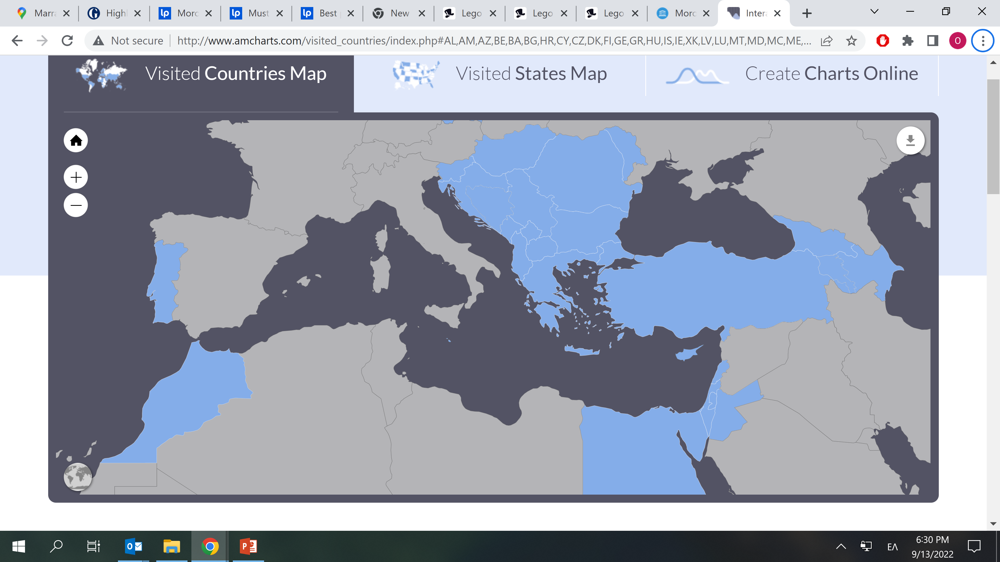 Marra
High
Morc
Must
Best
New
Lego
Lego
Lego
Morc
Intera
Not secure
http://www.amcharts.com/visited_countries/index.php#AL,AM,AZ,BE,BA,BG,HR,CY,CZ,DK,FI,GE,GR,HU,IS,IE,XK,LV,LU,MT,MD,MC,ME,...
O
Visited Countries Map
Visited States Map
Create Charts Online
ΕΛ
6:30 PM
9/13/2022